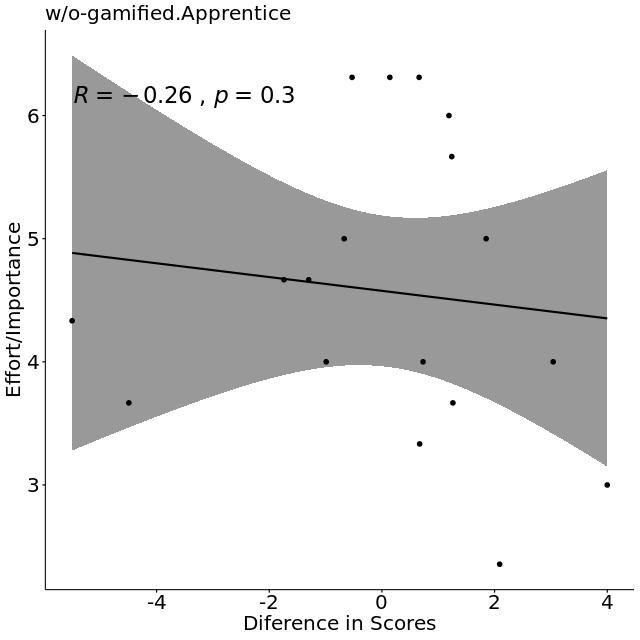 w/o-gamified.Apprentice
R = −0.26 , p = 0.3
6
5
4
3
Effort/Importance
-4 -2 0 2 4
Diference in Scores